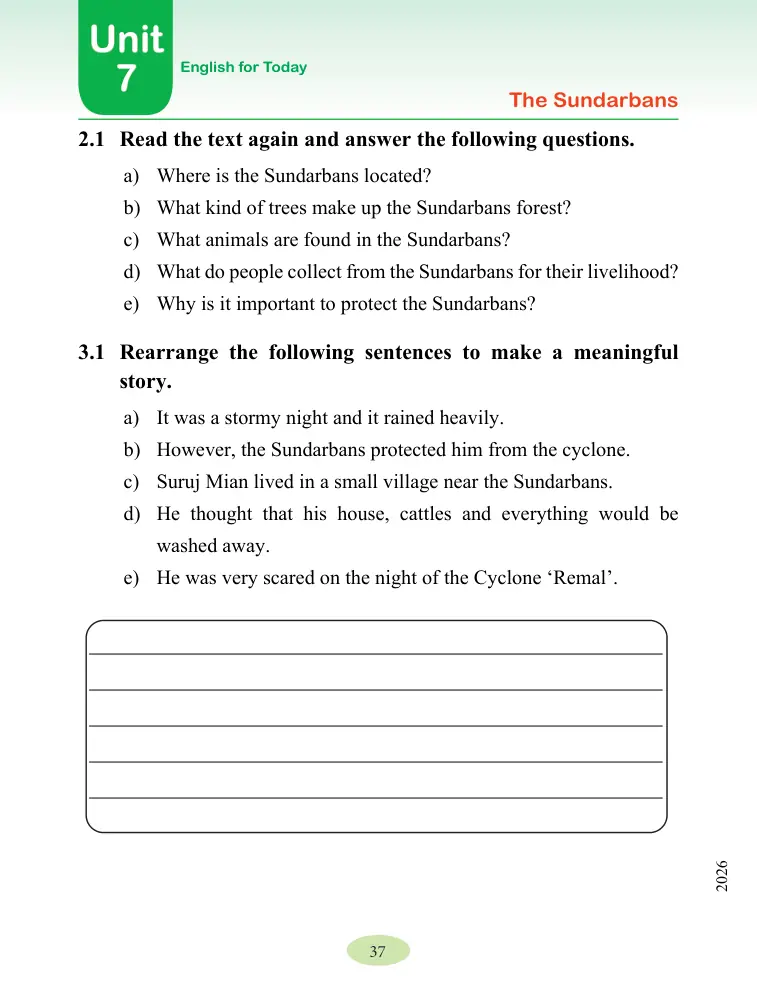 Unit
7
English for Today
The Sundarbans
2.1 Read the text again and answer the following questions.
a) Where is the Sundarbans located?
b) What kind of trees make up the Sundarbans forest?
c) What animals are found in the Sundarbans?
d) What do people collect from the Sundarbans for their livelihood?
e) Why is it important to protect the Sundarbans?
3.1 Rearrange the following sentences to make a meaningful
story.
a) It was a stormy night and it rained heavily.
b) However, the Sundarbans protected him from the cyclone.
c) Suruj Mian lived in a small village near the Sundarbans.
d) He thought that his house, cattles and everything would be
washed away.
e) He was very scared on the night of the Cyclone ‘Remal’.
2026
37